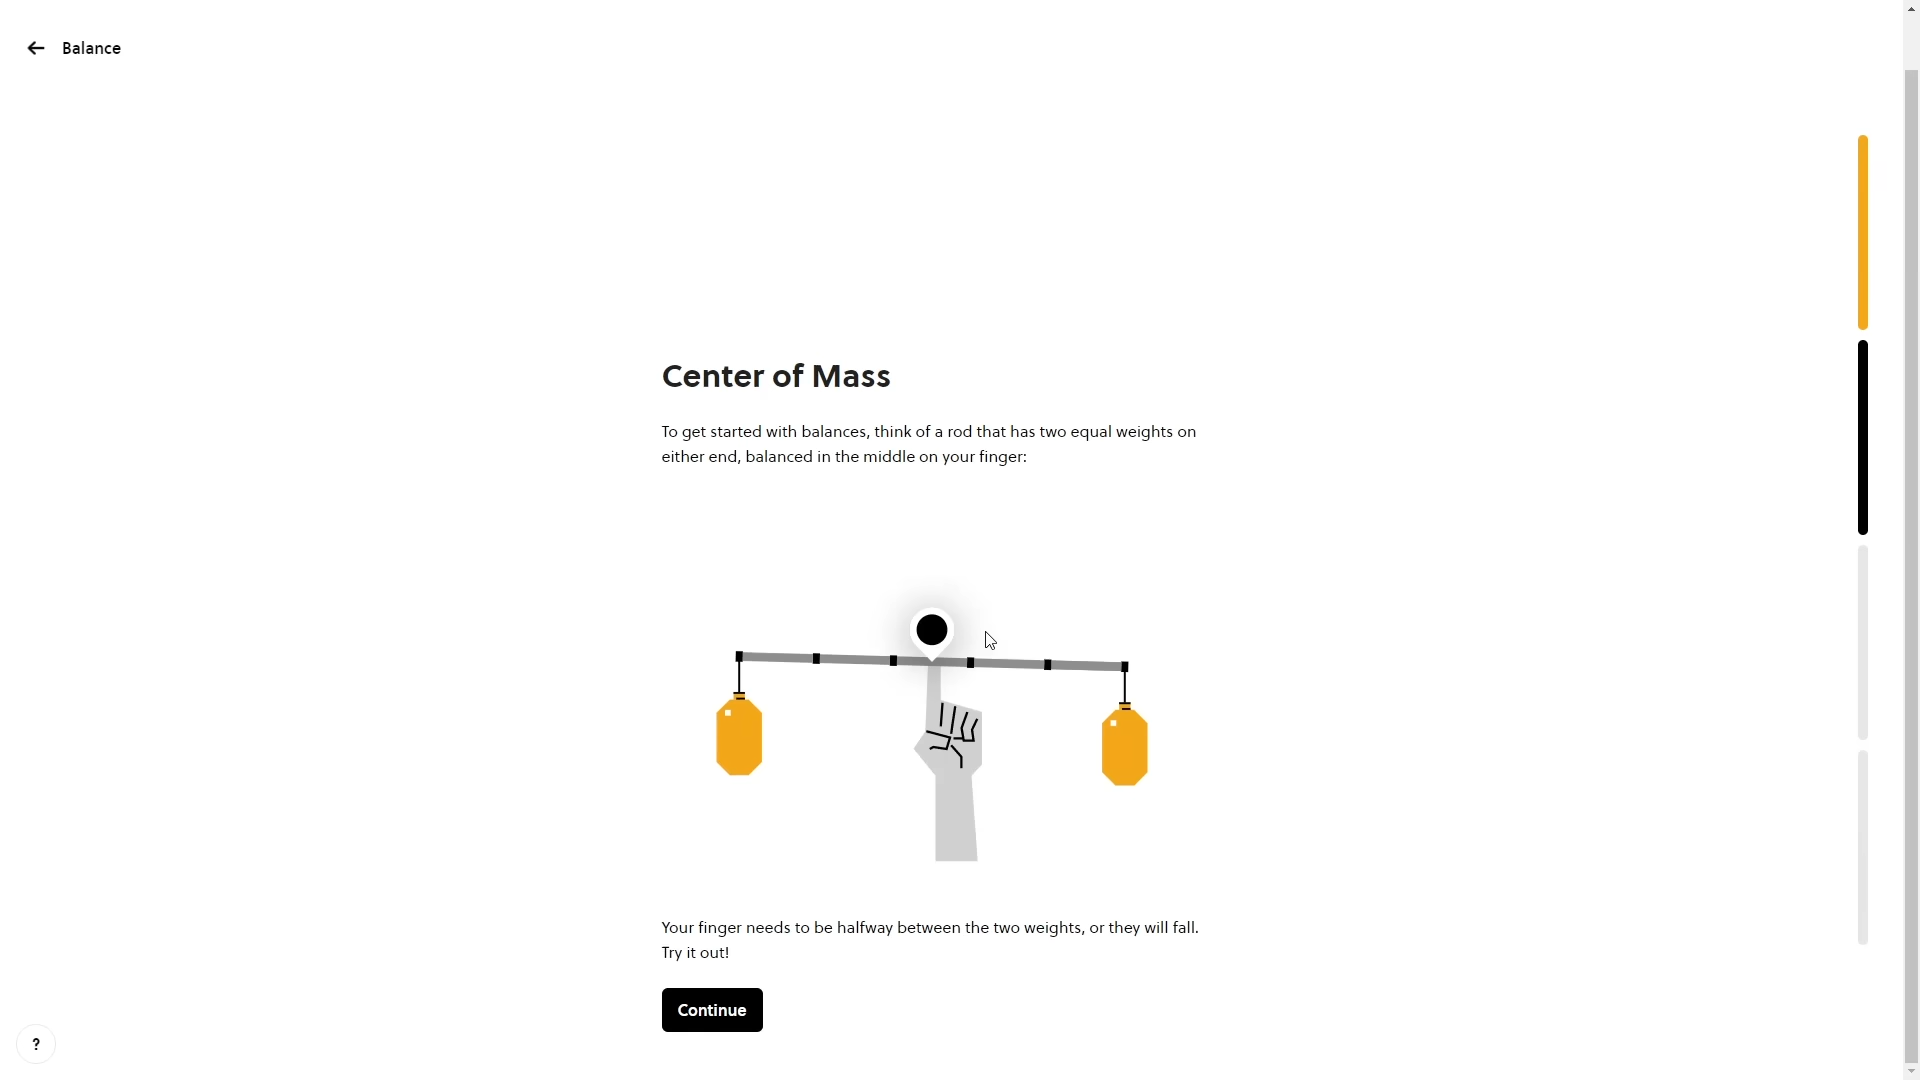 Balance
Center of Mass
To get started with balances, think of a rod that has two equal weights on
either end, balanced in the middle on your finger:
Your finger needs to be halfway between the two weights, or they will fall.
Try it out!
Continue
?